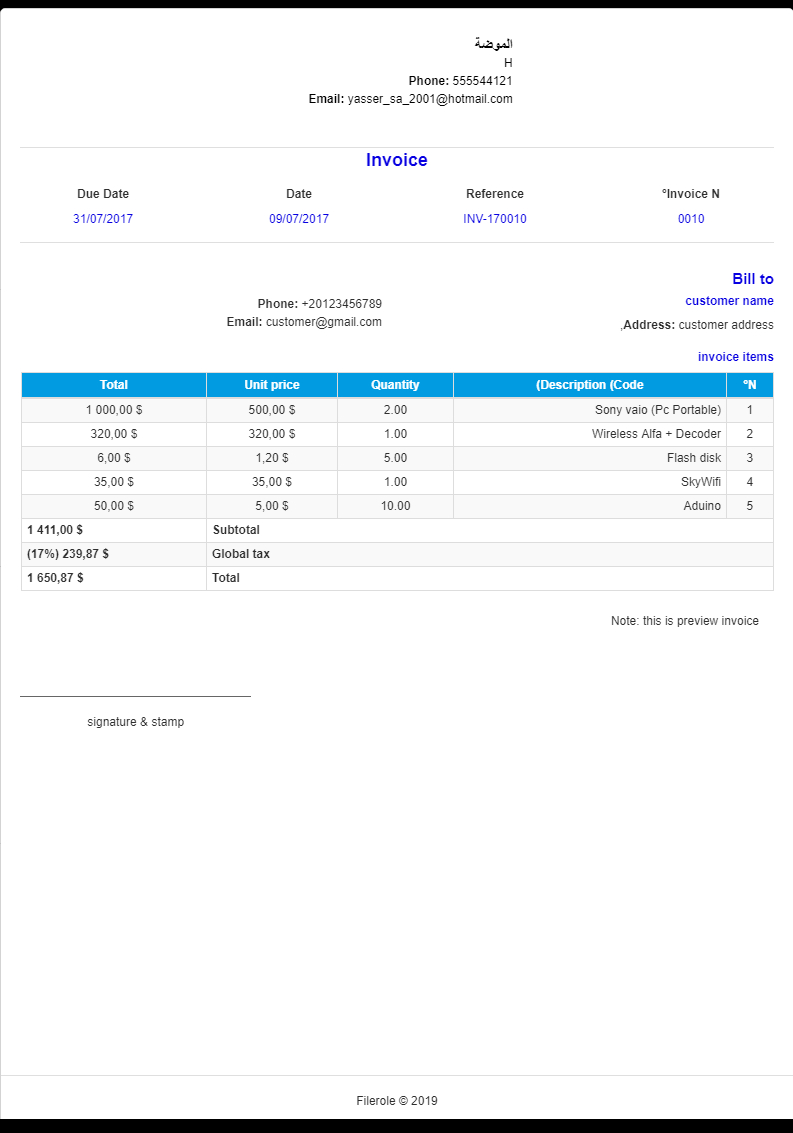 الموضة
H
Phone: 555544121
Email: yasser_sa_2001@hotmail.com
Invoice
Due Date Date Reference °Invoice N
31/07/2017 09/07/2017 INV-170010 0010
Bill to
customer name
Phone: +20123456789
Email: customer@gmail.com
,Address: customer address
invoice items
Total Unit price Quantity (Description (Code °N
1 000,00 $ 500,00 $ 2.00 Sony vaio (Pc Portable) 1
320,00 $ 320,00 $ 1.00 Wireless Alfa + Decoder 2
6,00 $ 1,20 $ 5.00 Flash disk 3
35,00 $ 35,00 $ 1.00 SkyWifi 4
50,00 $ 5,00 $ 10.00 Aduino 5
1 411,00 $ Subtotal
(17%) 239,87 $ Global tax
1 650,87 $ Total
Note: this is preview invoice
signature & stamp
Filerole © 2019